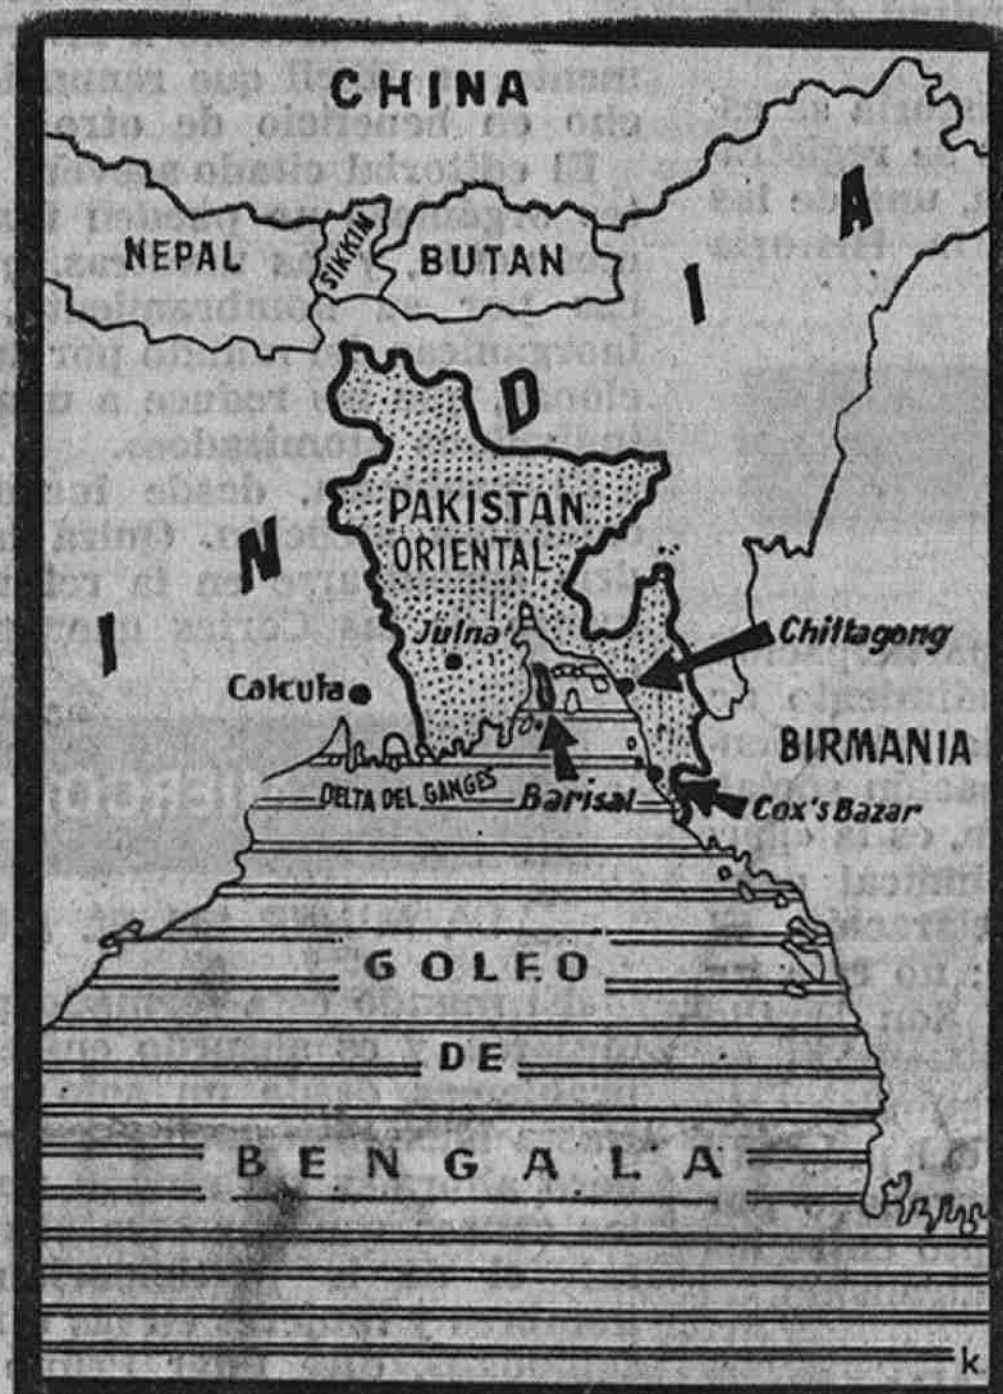 CHINA
NEPAL
SIKKIM
BUTAN
INDIA
PAKISTAN
ORIENTAL
Julna
Calcuta
Chittagong
BIRMANIA
DELTA DEL GANGES
Barisal
Cox's Bazar
GOLFO
DE
BENGALA
k